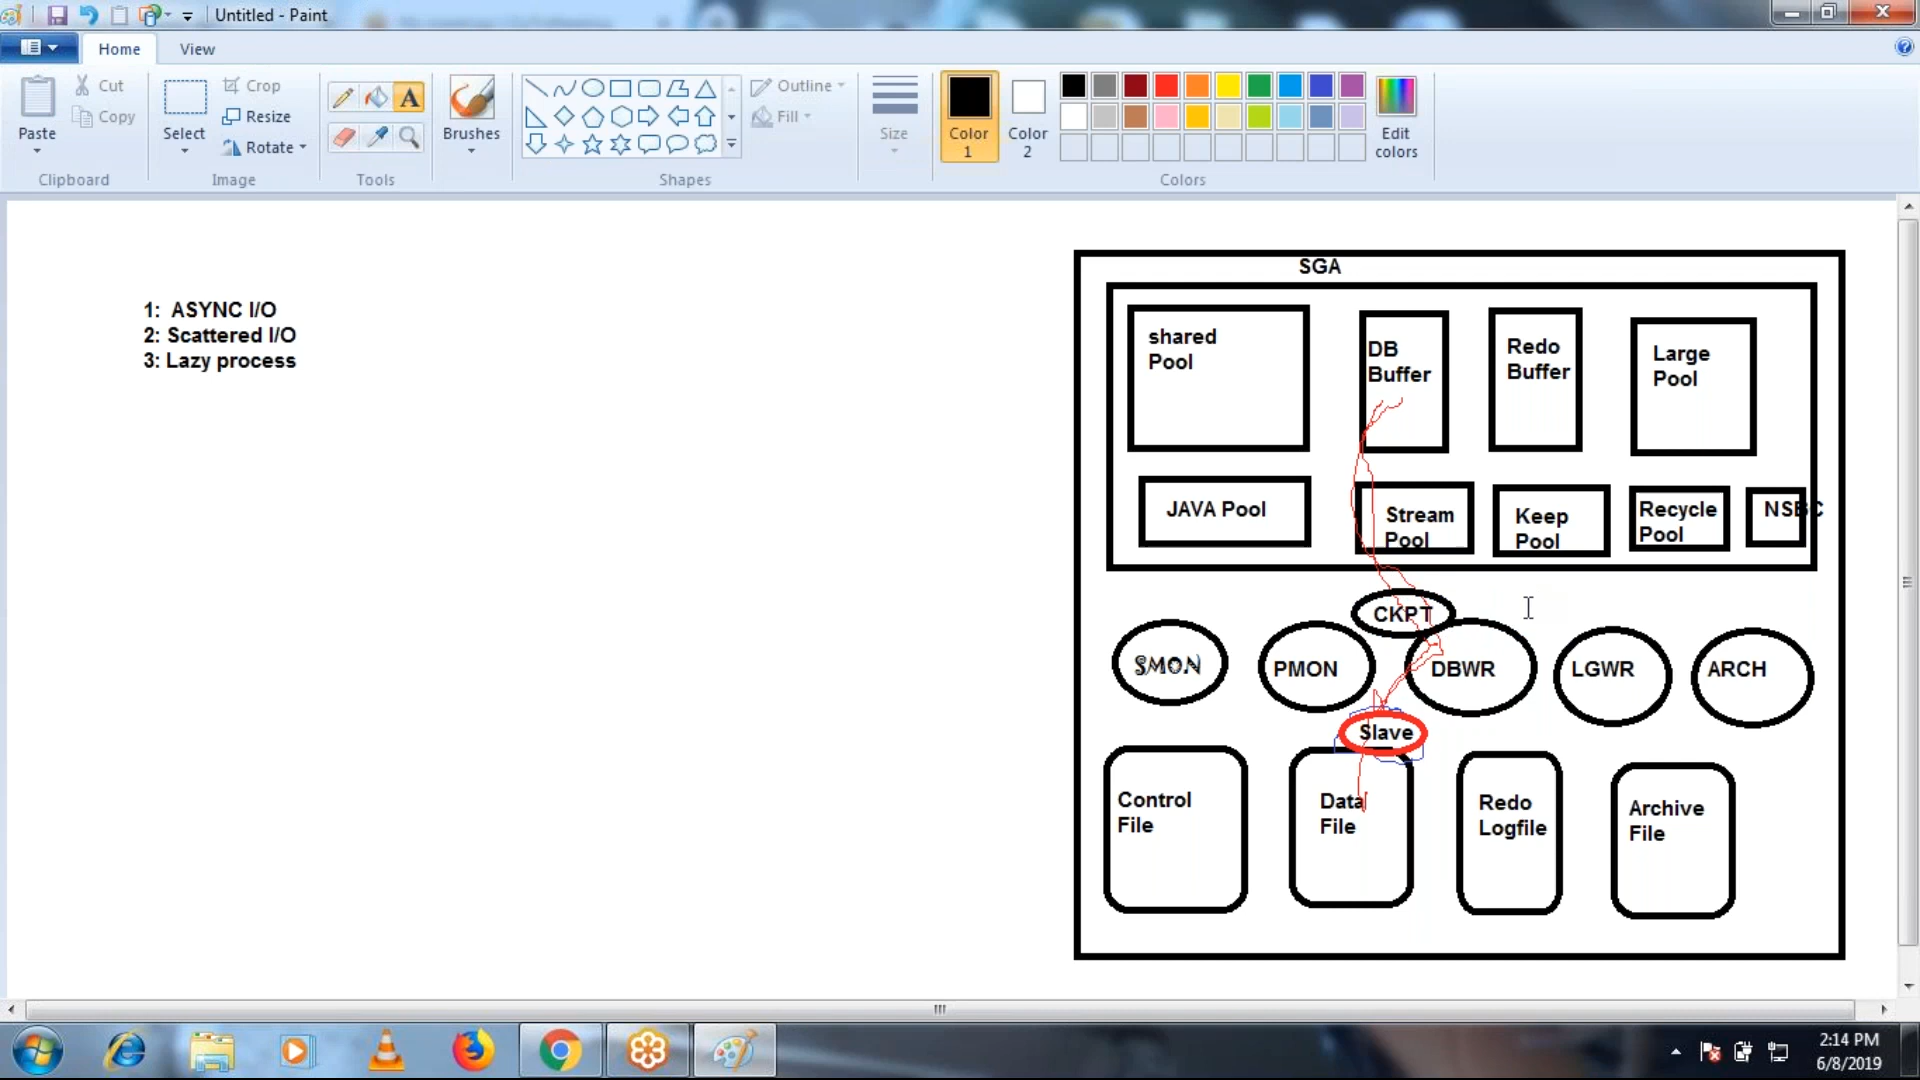 Untitled - Paint
Home
View
Paste
Cut
Copy
Clipboard
Select
Crop
Resize
Rotate
Image
A
Tools
Brushes
Shapes
Outline
Fill
Size
Color
1
Color
2
Edit
colors
Colors
1: ASYNC I/O
2: Scattered I/O
3: Lazy process
SGA
shared
Pool
DB
Buffer
Redo
Buffer
Large
Pool
JAVA Pool
Stream
Pool
Keep
Pool
Recycle
Pool
NSBC
CKPT
SMON
PMON
DBWR
LGWR
ARCH
Slave
Control
File
Data
File
Redo
Logfile
Archive
File
2:14 PM
6/8/2019